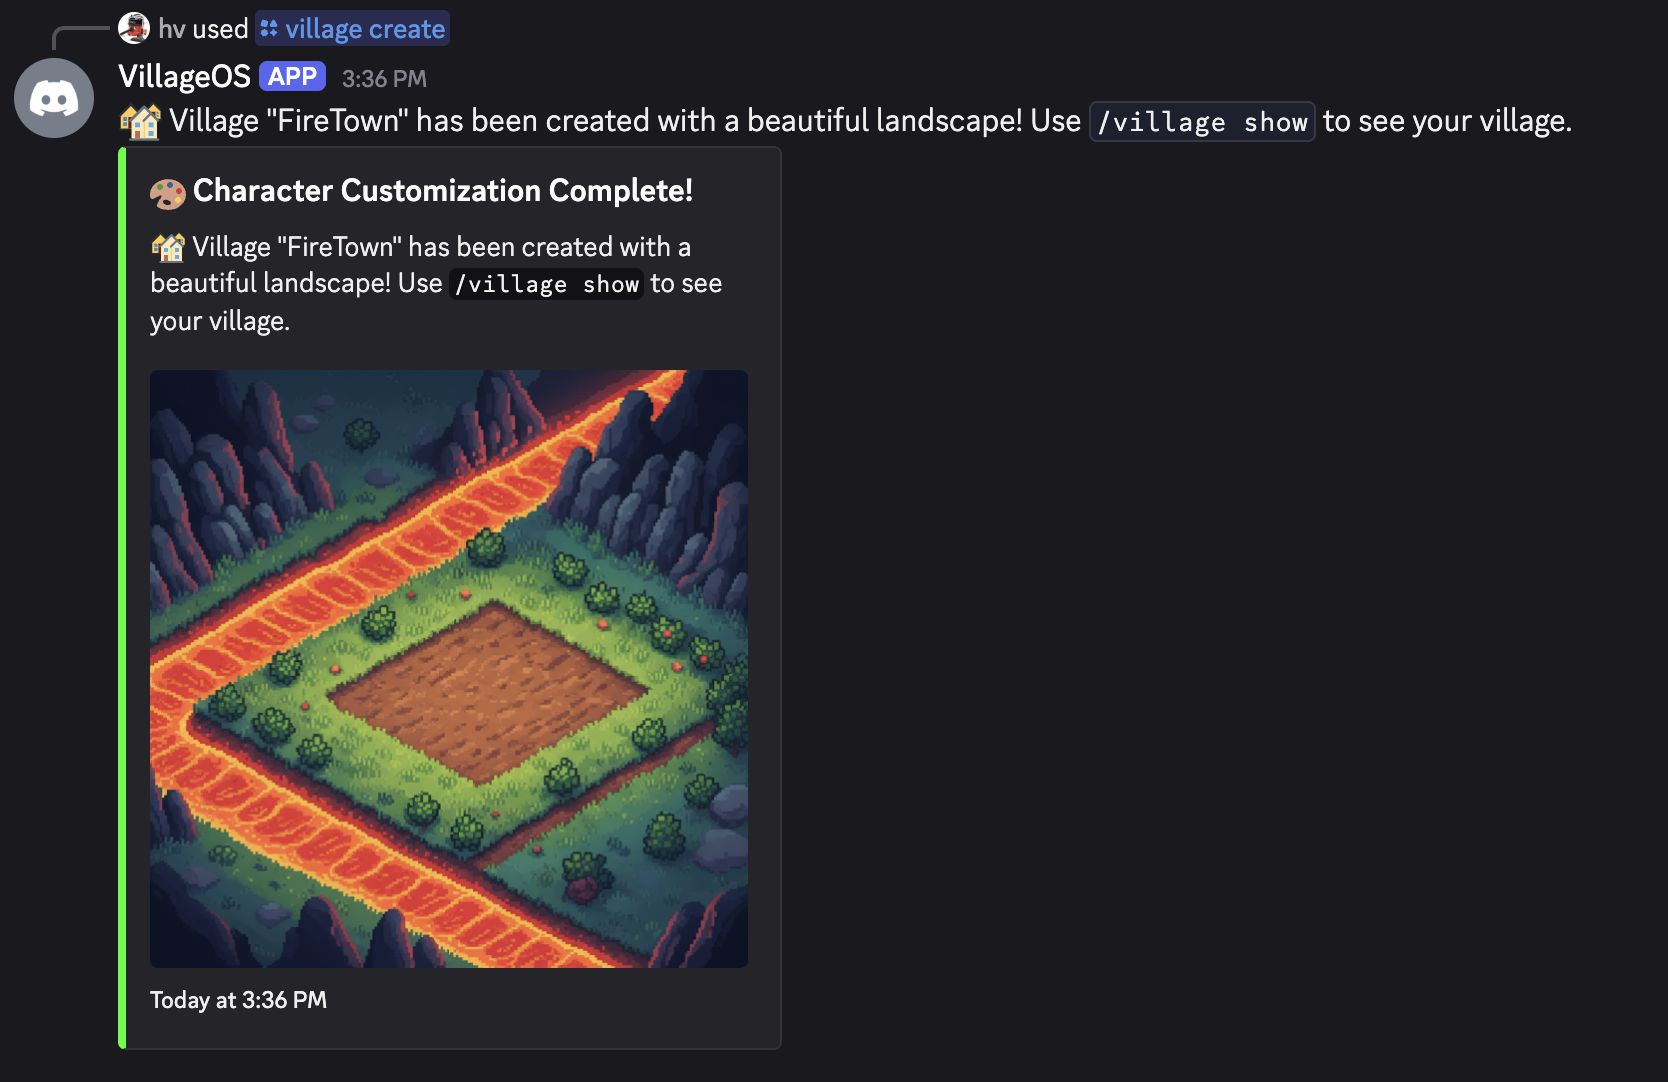 hv used village create
VillageOS APP 3:36 PM
Village "FireTown" has been created with a beautiful landscape! Use /village show to see your village.
Character Customization Complete!
Village "FireTown" has been created with a
beautiful landscape! Use /village show to see
your village.
Today at 3:36 PM